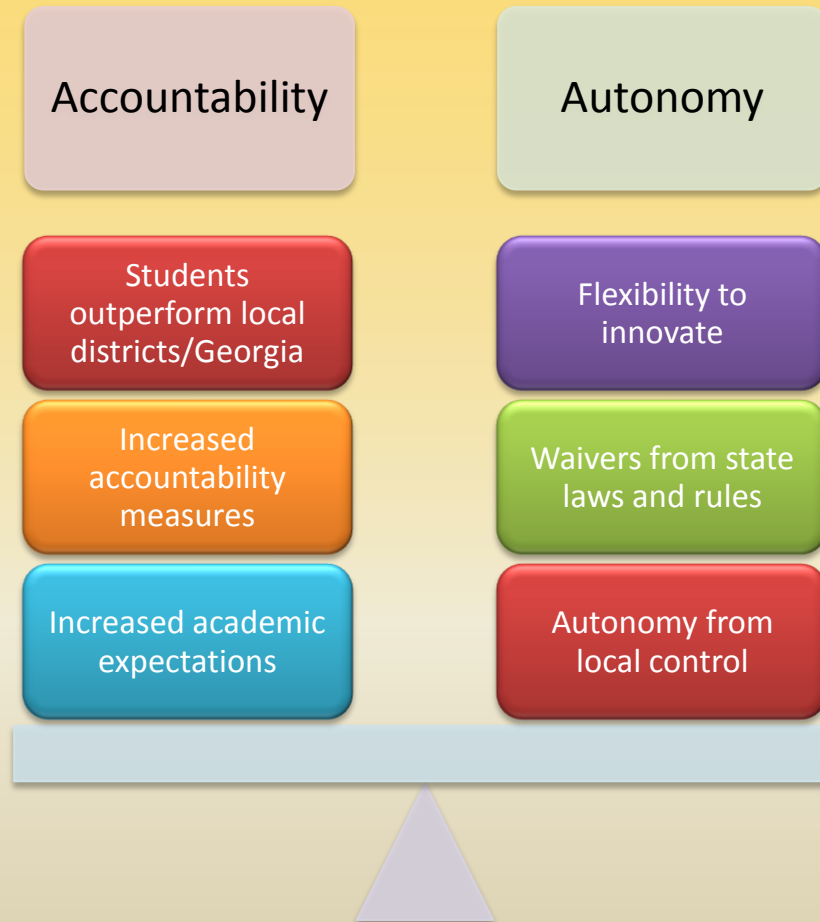 Accountability
Students
outperform local
districts/Georgia
Increased
accountability
measures
Increased academic
expectations
Autonomy
Flexibility to
innovate
Waivers from state
laws and rules
Autonomy from
local control